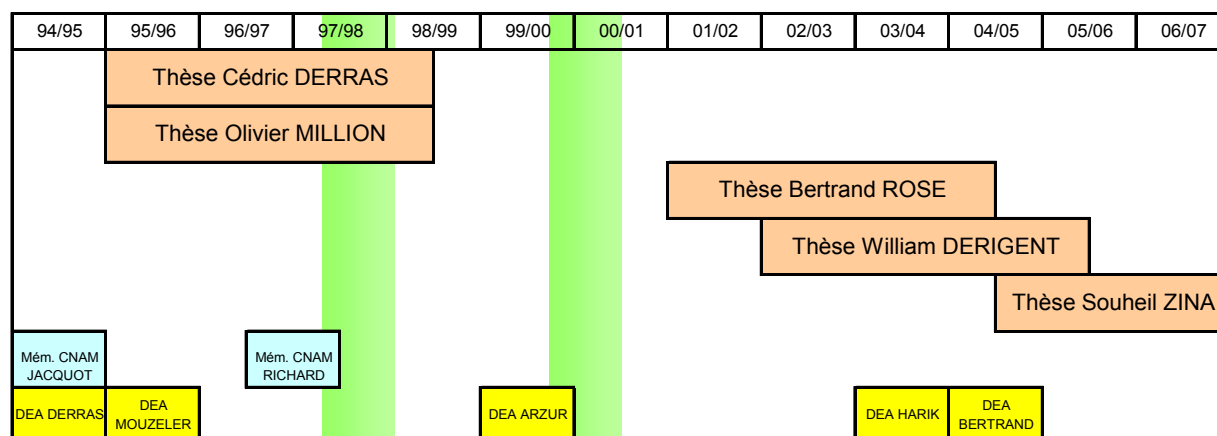 94/95 95/96 96/97 97/98 98/99 99/00 00/01 01/02 02/03 03/04 04/05 05/06 06/07
Thèse Cédric DERRAS
Thèse Olivier MILLION
Thèse Bertrand ROSE
Thèse William DERIGENT
Thèse Souheil ZINA
Mém. CNAM
JACQUOT
Mém. CNAM
RICHARD
DEA DERRAS
DEA
MOUZELER
DEA ARZUR
DEA HARIK
DEA
BERTRAND